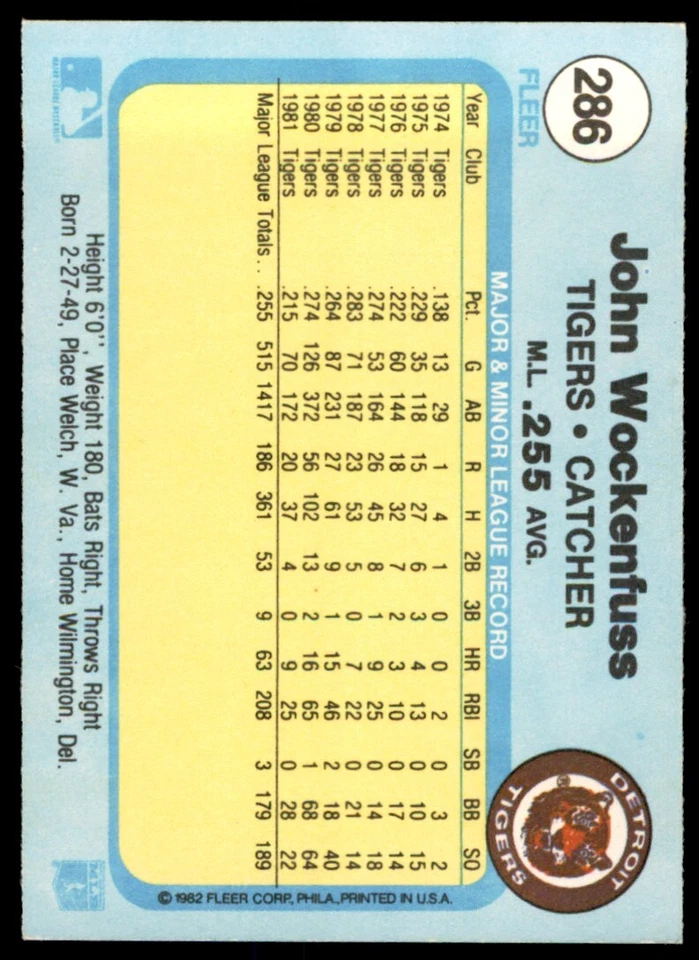 286
FLEER
John Wockenfuss
TIGERS • CATCHER
M.L. .255 AVG.
DETROIT
TIGERS
MAJOR & MINOR LEAGUE RECORD
Year Club Pct. G AB R H 2B 3B HR RBI SB BB SO
1974 Tigers .138 13 29 1 4 1 0 0 2 0 3 2
1975 Tigers .229 35 118 15 27 6 3 4 13 0 10 15
1976 Tigers .222 60 144 18 32 7 2 3 10 0 17 14
1977 Tigers .274 53 164 26 45 8 1 9 25 0 14 18
1978 Tigers .283 71 187 23 53 5 0 7 22 0 21 14
1979 Tigers .264 87 231 27 61 9 1 15 46 2 18 40
1980 Tigers .274 126 372 56 102 13 2 16 65 1 68 64
1981 Tigers .215 70 172 20 37 4 0 9 25 0 28 22
Major League Totals . . .255 515 1417 186 361 53 9 63 208 3 179 189
© 1982 FLEER CORP., PHILA., PRINTED IN U.S.A.
Height 6'0", Weight 180, Bats Right, Throws Right
Born 2-27-49, Place Welch, W. Va., Home Wilmington, Del.